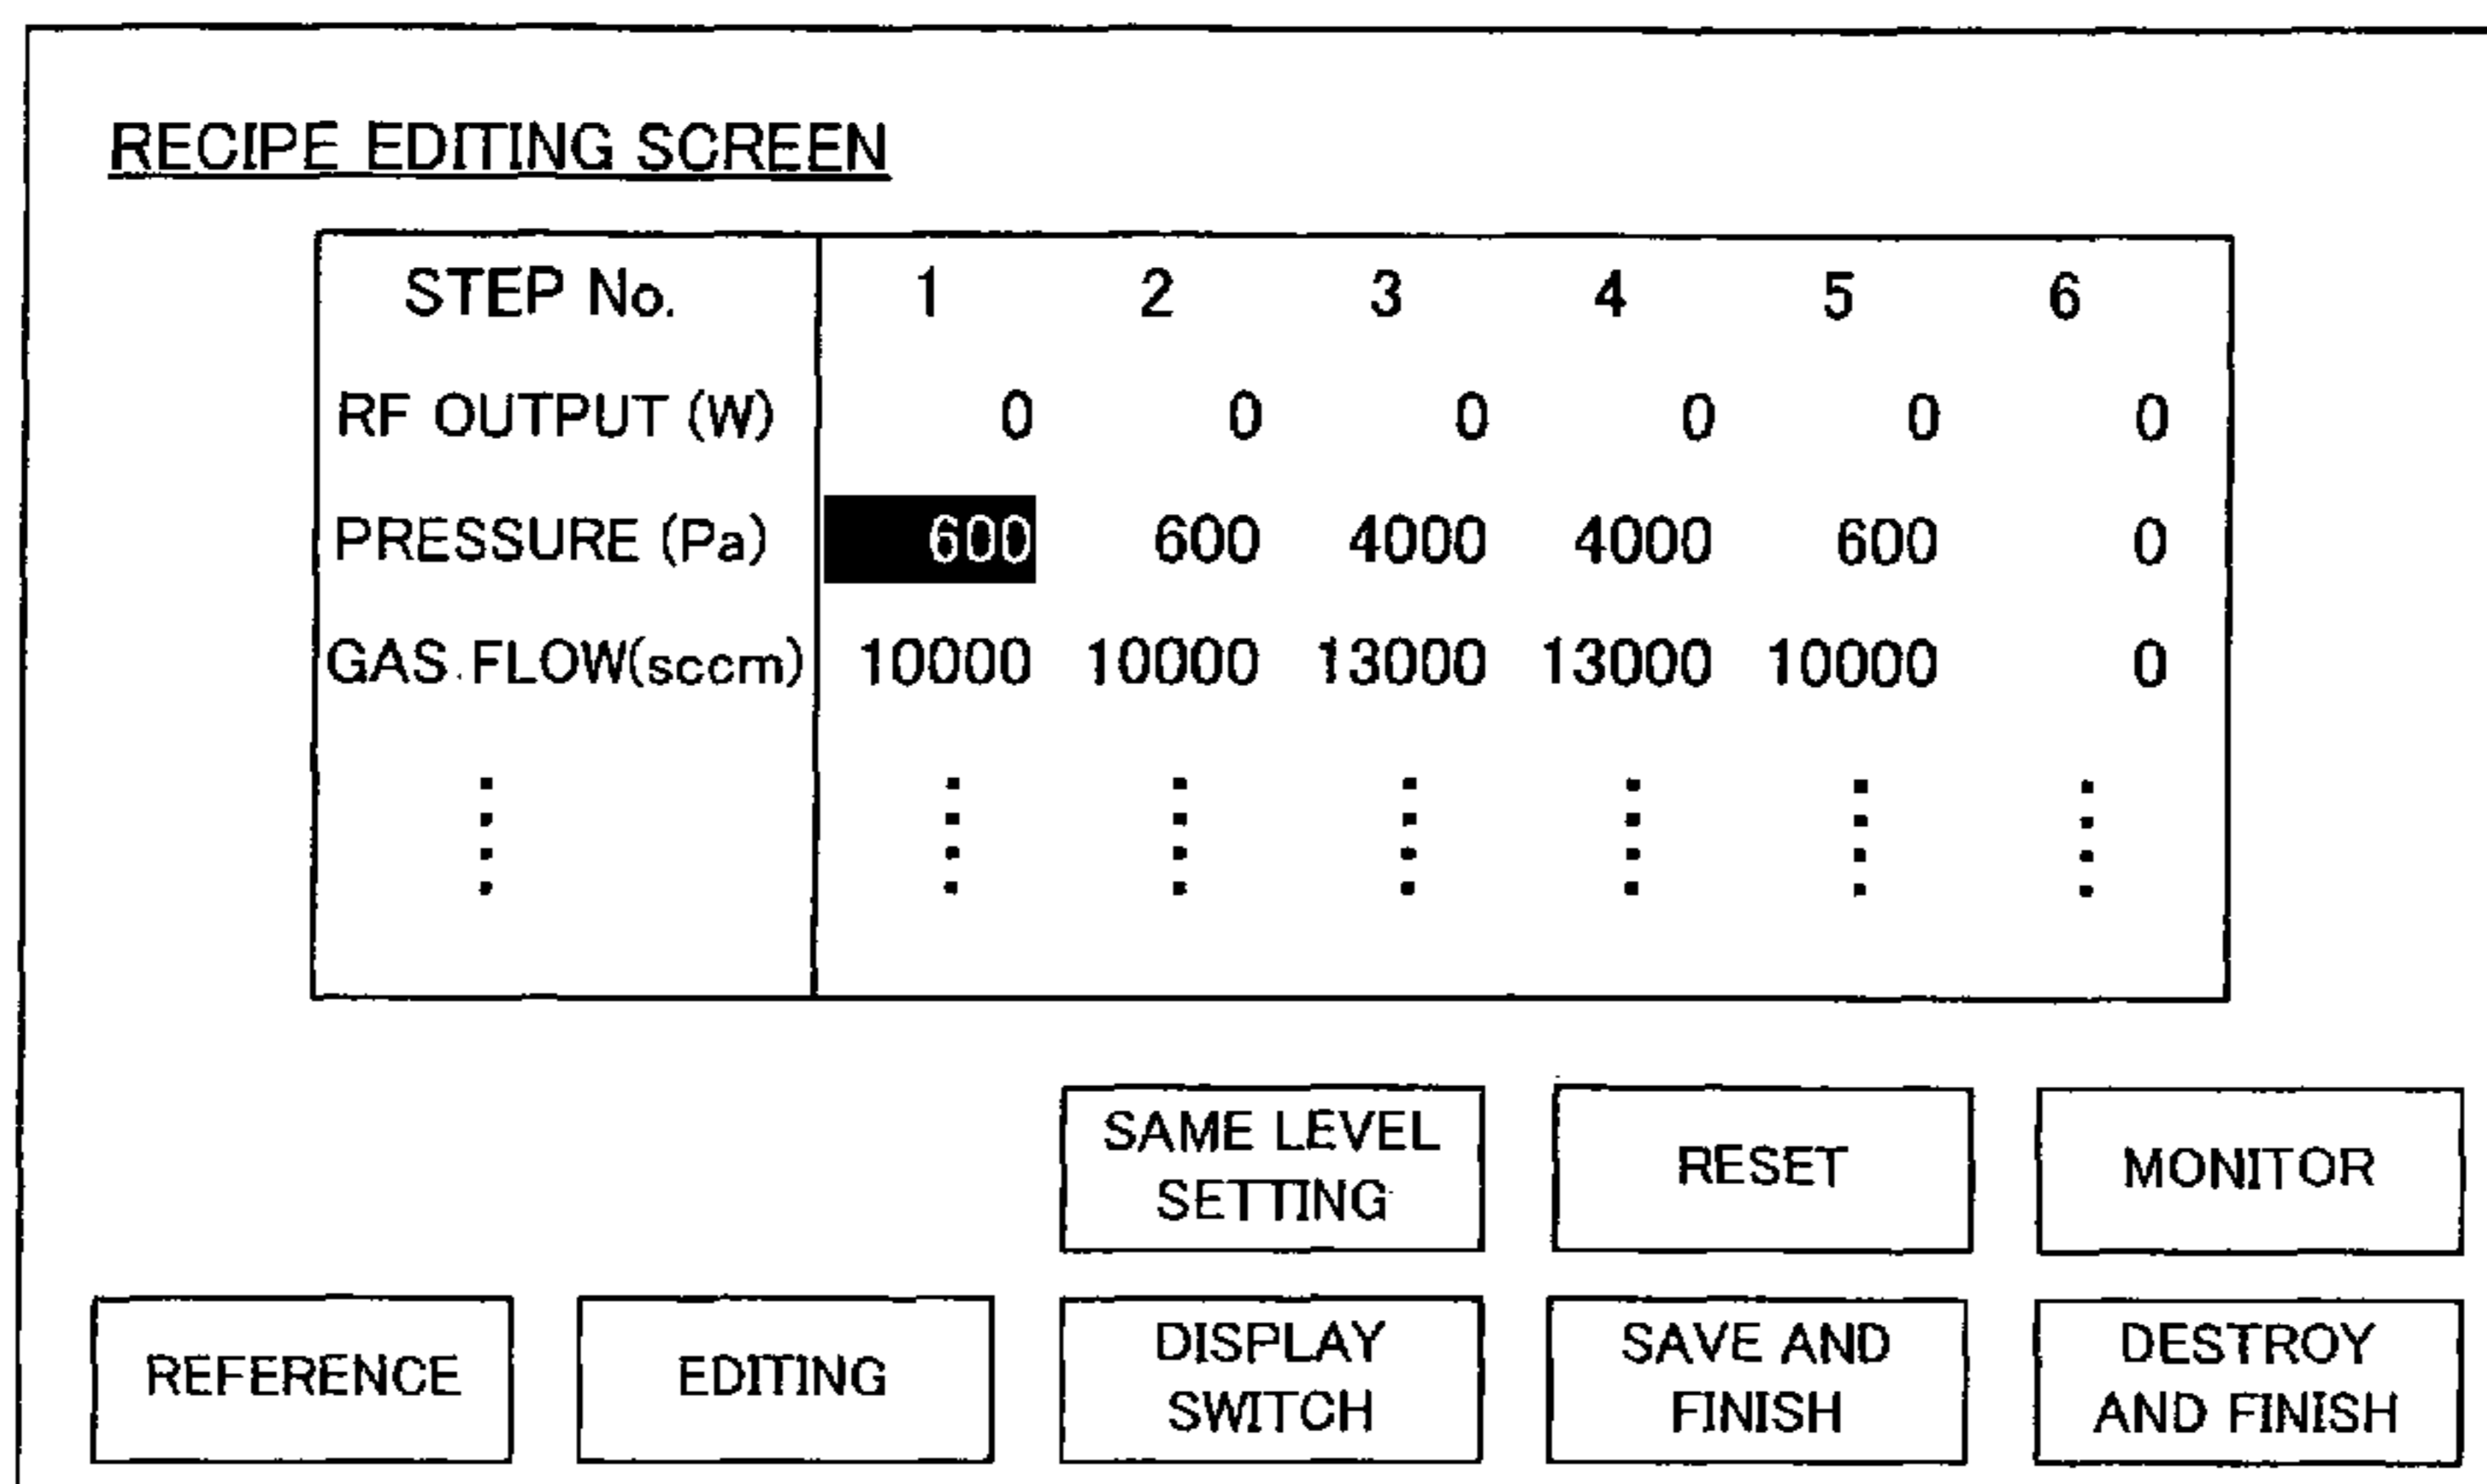 RECIPE EDITING SCREEN
STEP No. 1 2 3 4 5 6
RF OUTPUT (W) 0 0 0 0 0 0
PRESSURE (Pa) 600 600 4000 4000 600 0
GAS FLOW(sccm) 10000 10000 13000 13000 10000 0
SAME LEVEL
SETTING
RESET
MONITOR
REFERENCE
EDITING
DISPLAY
SWITCH
SAVE AND
FINISH
DESTROY
AND FINISH